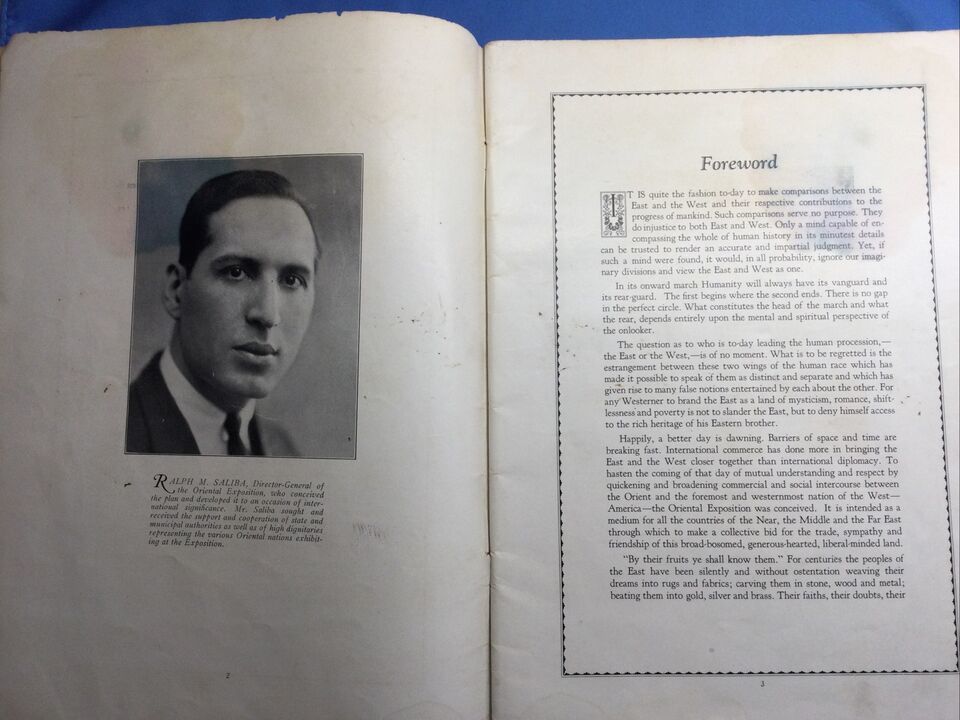 RALPH M. SALIBA, Director-General of
the Oriental Exposition, who conceived
the plan and developed it to an occasion of inter-
national significance. Mr. Saliba sought and
received the support and cooperation of state and
municipal authorities as well as of high dignitaries
representing the various Oriental nations exhibit-
ing at the Exposition.
2
Foreword
IT IS quite the fashion to-day to make comparisons between the
East and the West and their respective contributions to the
progress of mankind. Such comparisons serve no purpose. They
do injustice to both East and West. Only a mind capable of en-
compassing the whole of human history in its minutest details
can be trusted to render an accurate and impartial judgment. Yet, if
such a mind were found, it would, in all probability, ignore our imagi-
nary divisions and view the East and West as one.
In its onward march Humanity will always have its vanguard and
its rear-guard. The first begins where the second ends. There is no gap
in the perfect circle. What constitutes the head of the march and what
the rear, depends entirely upon the mental and spiritual perspective of
the onlooker.
The question as to who is to-day leading the human procession,—
the East or the West,—is of no moment. What is to be regretted is the
estrangement between these two wings of the human race which has
made it possible to speak of them as distinct and separate and which has
given rise to many false notions entertained by each about the other. For
any Westerner to brand the East as a land of mysticism, romance, shift-
lessness and poverty is not to slander the East, but to deny himself access
to the rich heritage of his Eastern brother.
Happily, a better day is dawning. Barriers of space and time are
breaking fast. International commerce has done more in bringing the
East and the West closer together than international diplomacy. To
hasten the coming of that day of mutual understanding and respect by
quickening and broadening commercial and social intercourse between
the Orient and the foremost and westernmost nation of the West—
America—the Oriental Exposition was conceived. It is intended as a
medium for all the countries of the Near, the Middle and the Far East
through which to make a collective bid for the trade, sympathy and
friendship of this broad-bosomed, generous-hearted, liberal-minded land.
"By their fruits ye shall know them." For centuries the peoples of
the East have been silently and without ostentation weaving their
dreams into rugs and fabrics; carving them in stone, wood and metal;
beating them into gold, silver and brass. Their faiths, their doubts, their
3